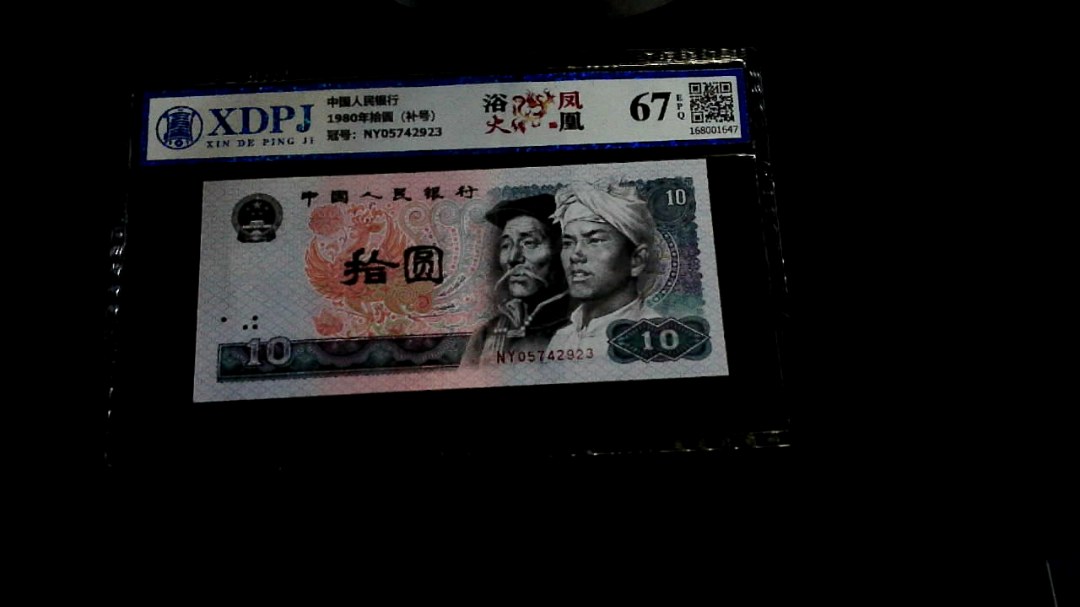 XDPJ
XIN DE PING JI
中國人民銀行
1980年拾圆（补号）
冠号：NY05742923
浴火
凤凰
67
EPQ
168001647
中国人民银行
10
拾圆
10
NY05742923
10